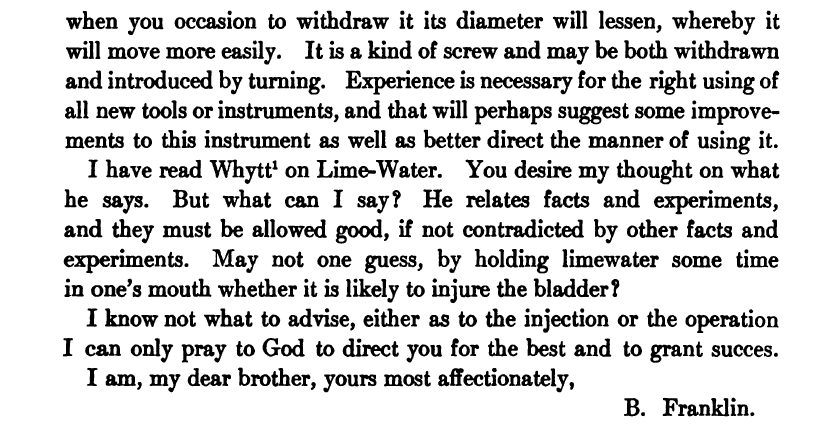 when you occasion to withdraw it its diameter will lessen, whereby it
will move more easily. It is a kind of screw and may be both withdrawn
and introduced by turning. Experience is necessary for the right using of
all new tools or instruments, and that will perhaps suggest some improve-
ments to this instrument as well as better direct the manner of using it.
I have read Whytt¹ on Lime-Water. You desire my thought on what
he says. But what can I say? He relates facts and experiments,
and they must be allowed good, if not contradicted by other facts and
experiments. May not one guess, by holding limewater some time
in one's mouth whether it is likely to injure the bladder?
I know not what to advise, either as to the injection or the operation
I can only pray to God to direct you for the best and to grant succes.
I am, my dear brother, yours most affectionately,
B. Franklin.